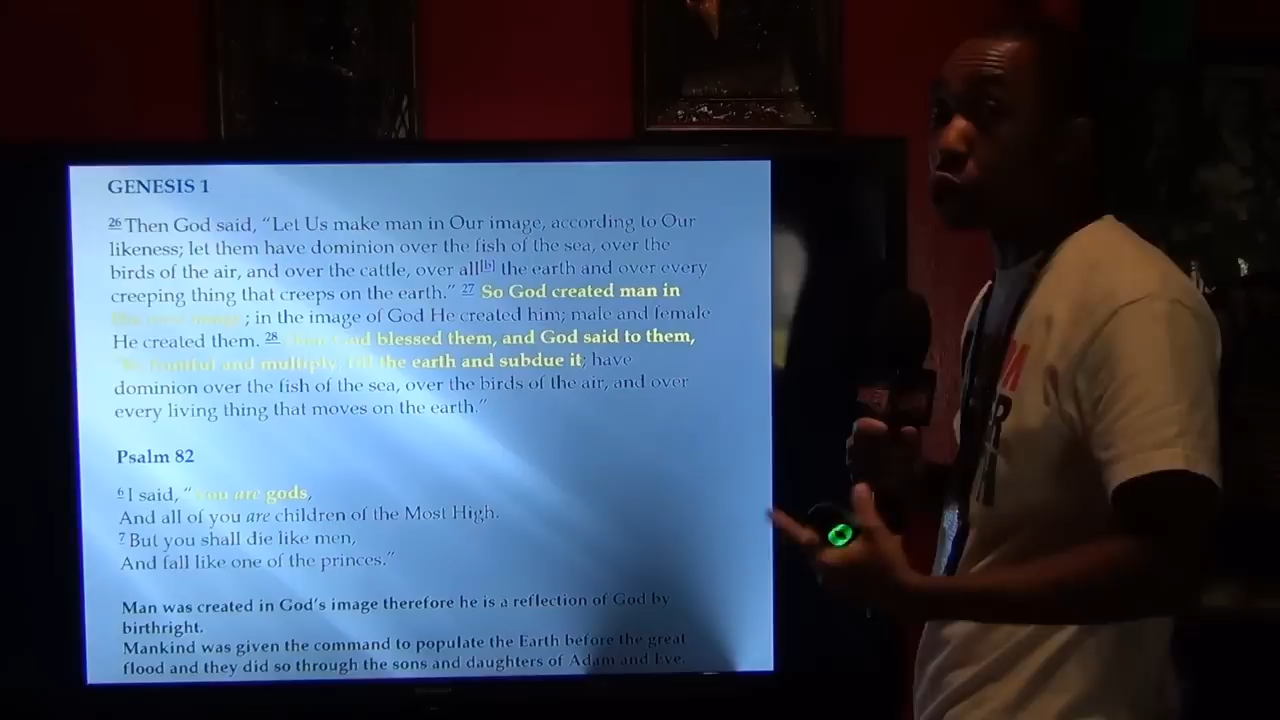 GENESIS 1
26 Then God said, “Let Us make man in Our image, according to Our
likeness; let them have dominion over the fish of the sea, over the
birds of the air, and over the cattle, over all[b] the earth and over every
creeping thing that creeps on the earth.” 27 So God created man in
; in the image of God He created him; male and female
He created them. 28 blessed them, and God said to them,
fruitful and multiply; fill the earth and subdue it; have
dominion over the fish of the sea, over the birds of the air, and over
every living thing that moves on the earth.”
Psalm 82
6 I said, “You are gods,
And all of you are children of the Most High.
7 But you shall die like men,
And fall like one of the princes.”
Man was created in God’s image therefore he is a reflection of God by
birthright.
Mankind was given the command to populate the Earth before the great
flood and they did so through the sons and daughters of Adam and Eve.